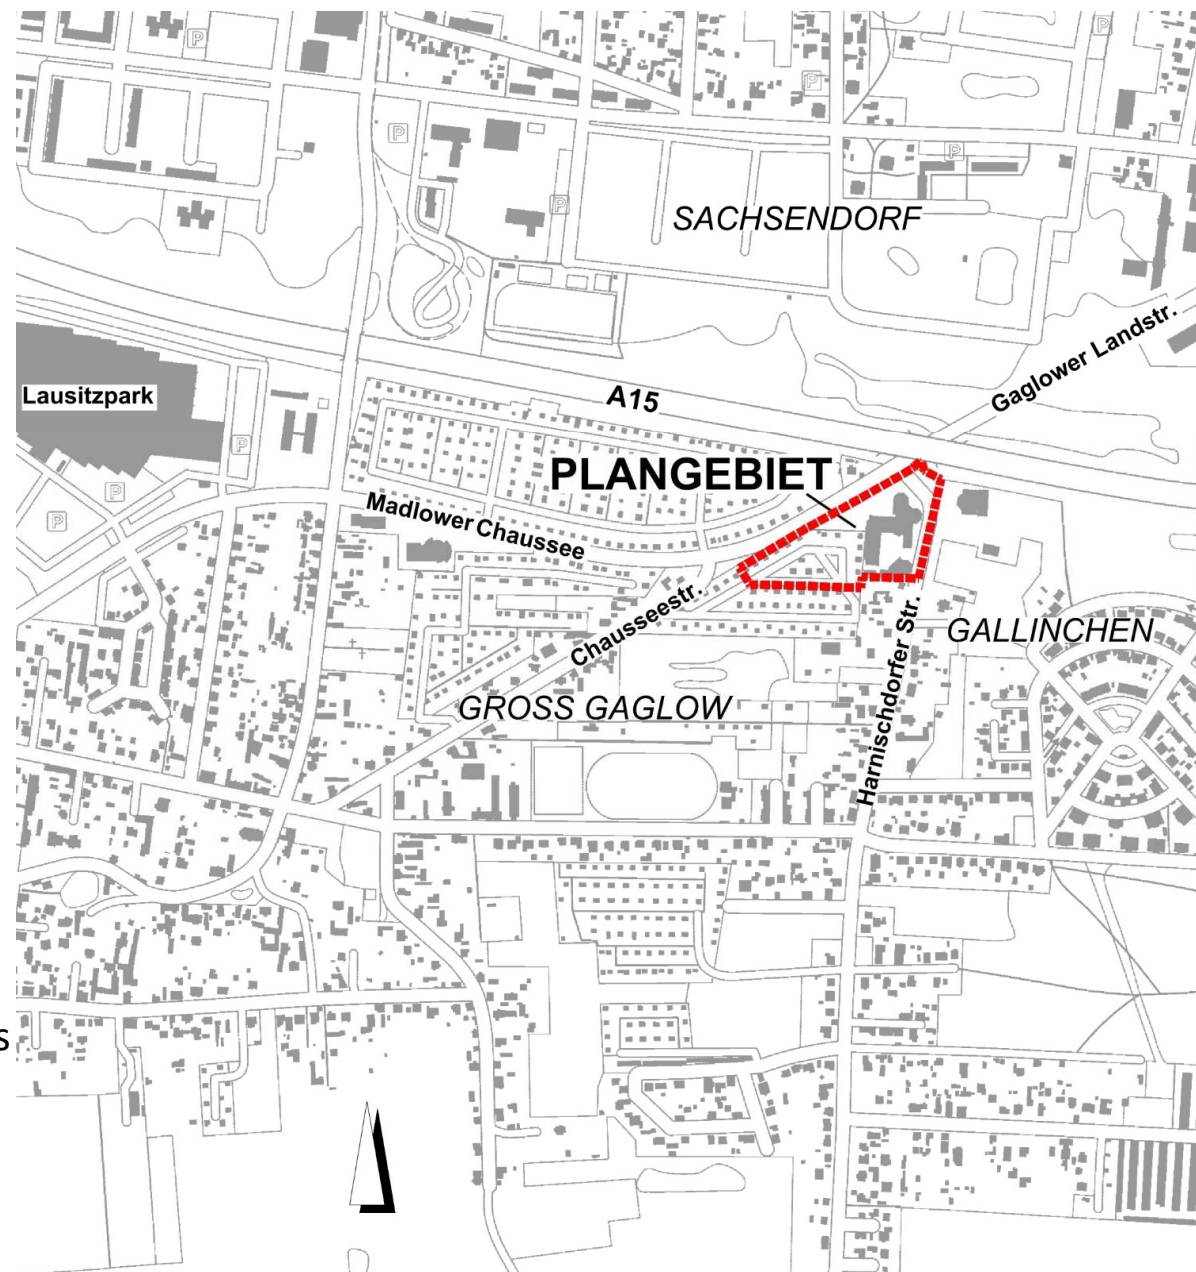 P
P
P
P
P
P
SACHSENDORF
Gaglower Landstr.
Lausitzpark
A15
P
PLANGEBIET
P
P
Madlower Chaussee
Chausseestr.
GALLINCHEN
Harnischdorfer Str.
GROSS GAGLOW
s